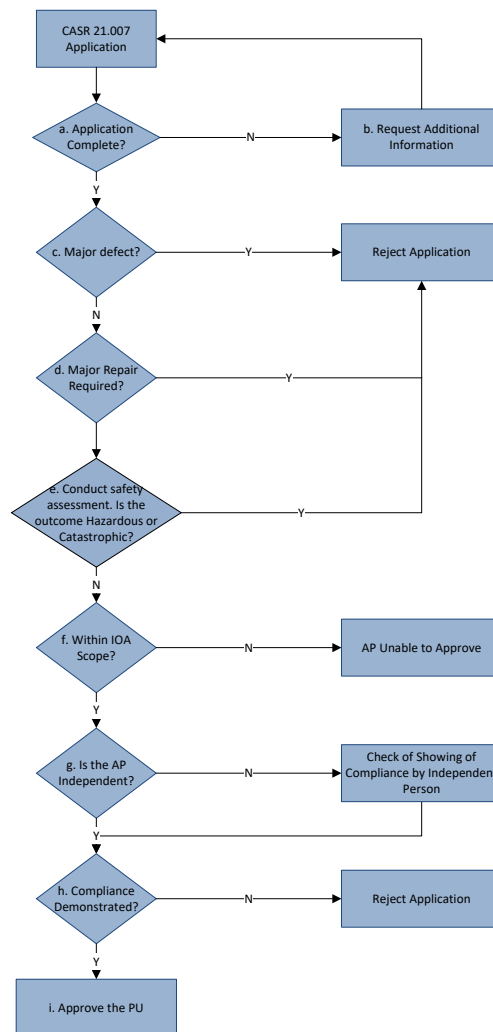 CASR 21.007
Application
a. Application
Complete?
N
b. Request Additional
Information
Y
c. Major defect?
Y
Reject Application
N
d. Major Repair
Required?
Y
e. Conduct safety
assessment. Is the
outcome Hazardous or
Catastrophic?
Y
N
f. Within IOA
Scope?
N
AP Unable to Approve
Y
g. Is the AP
Independent?
N
Check of Showing of
Compliance by Independen
Person
Y
h. Compliance
Demonstrated?
N
Reject Application
Y
i. Approve the PU